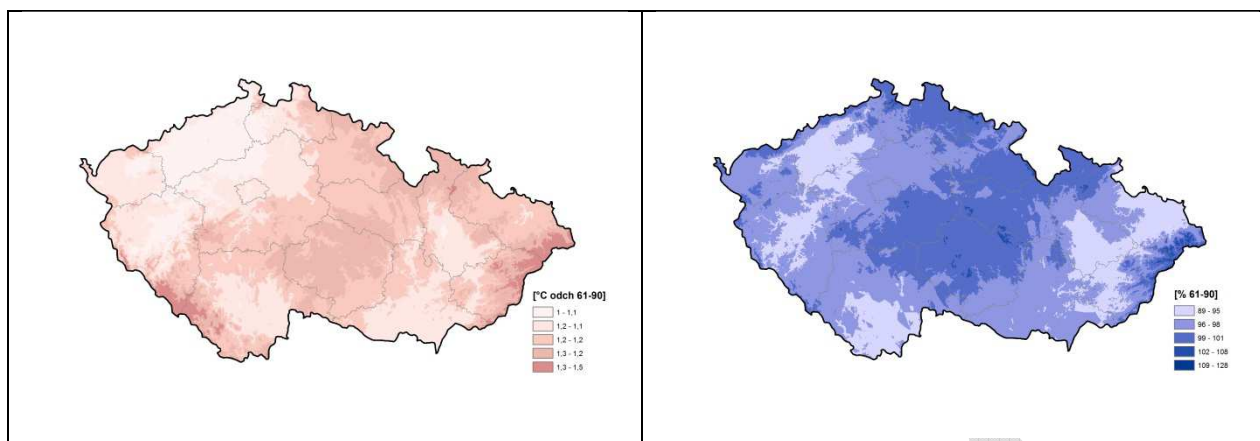 [°C odch 61-90]
1 - 1,1
1,2 - 1,1
1,2 - 1,2
1,3 - 1,2
1,3 - 1,5
[% 61-90]
89 - 95
96 - 98
99 - 101
102 - 108
109 - 128